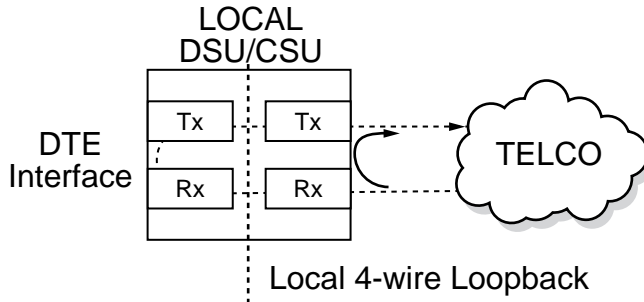 LOCAL
DSU/CSU
Tx
Tx
DTE
Interface
TELCO
Rx
Rx
Local 4-wire Loopback